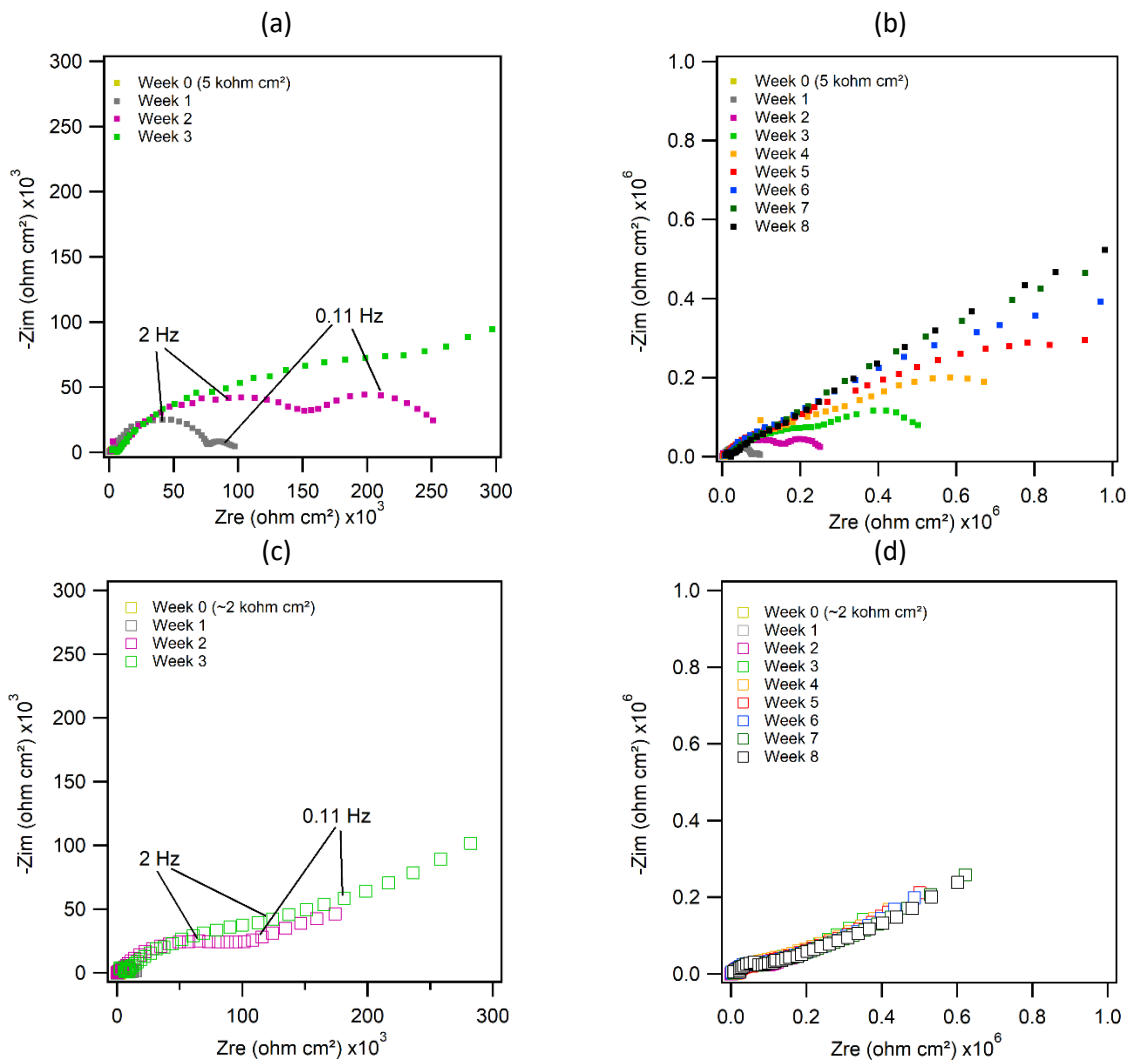 (a)
300
250
200
150
100
50
0
-Zim (ohm cm²) x10³
Week 0 (5 kohm cm²)
Week 1
Week 2
Week 3
2 Hz
0.11 Hz
0 50 100 150 200 250 300
Zre (ohm cm²) x10³
(b)
1.0
0.8
0.6
0.4
0.2
0.0
-Zim (ohm cm²) x10⁶
Week 0 (5 kohm cm²)
Week 1
Week 2
Week 3
Week 4
Week 5
Week 6
Week 7
Week 8
0.0 0.2 0.4 0.6 0.8 1.0
Zre (ohm cm²) x10⁶
(c)
300
250
200
150
100
50
0
-Zim (ohm cm²) x10³
Week 0 (~2 kohm cm²)
Week 1
Week 2
Week 3
2 Hz
0.11 Hz
0 100 200 300
Zre (ohm cm²) x10³
(d)
1.0
0.8
0.6
0.4
0.2
0.0
-Zim (ohm cm²) x10⁶
Week 0 (~2 kohm cm²)
Week 1
Week 2
Week 3
Week 4
Week 5
Week 6
Week 7
Week 8
0.0 0.2 0.4 0.6 0.8 1.0
Zre (ohm cm²) x10⁶